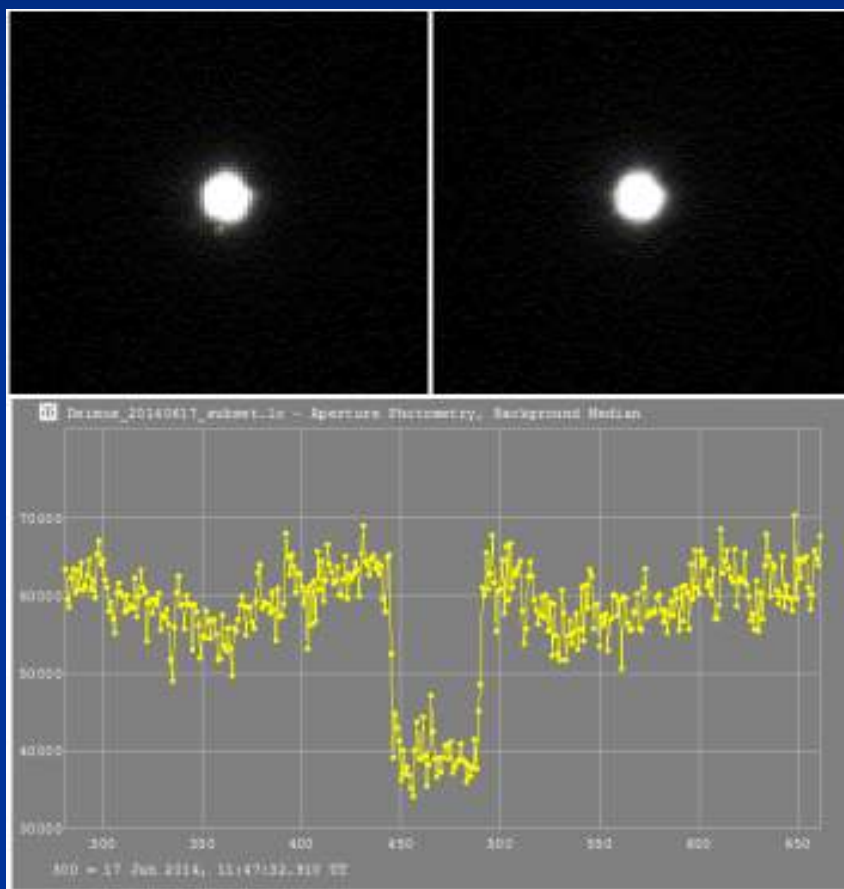 Deimos_20140617_subset.lc - Aperture Photometry, Background Median
70000
60000
50000
40000
30000
300 350 400 450 500 550 600 650
300 = 17 Jun 2014, 11:47:32.910 UT